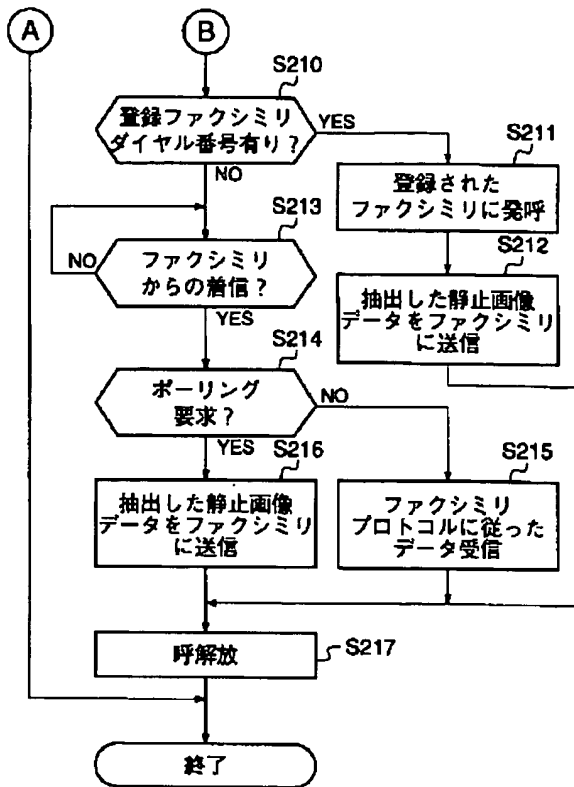 A
B
S210
登録ファクシミリ
ダイヤル番号有り？
YES
NO
S211
登録された
ファクシミリに発呼
S213
NO
ファクシミリ
からの着信？
YES
S212
抽出した静止画像
データをファクシミリ
に送信
S214
ポーリング
要求？
NO
YES
S216
抽出した静止画像
データをファクシミリ
に送信
S215
ファクシミリ
プロトコルに従った
データ受信
呼解放
S217
終了